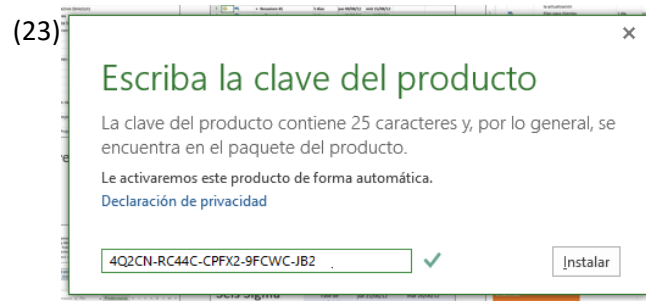 (23)
Escriba la clave del producto
La clave del producto contiene 25 caracteres y, por lo general, se
encuentra en el paquete del producto.
Le activaremos este producto de forma automática.
Declaración de privacidad
4Q2CN-RC44C-CPFX2-9FCWC-JB2
Instalar
Seis Sigma